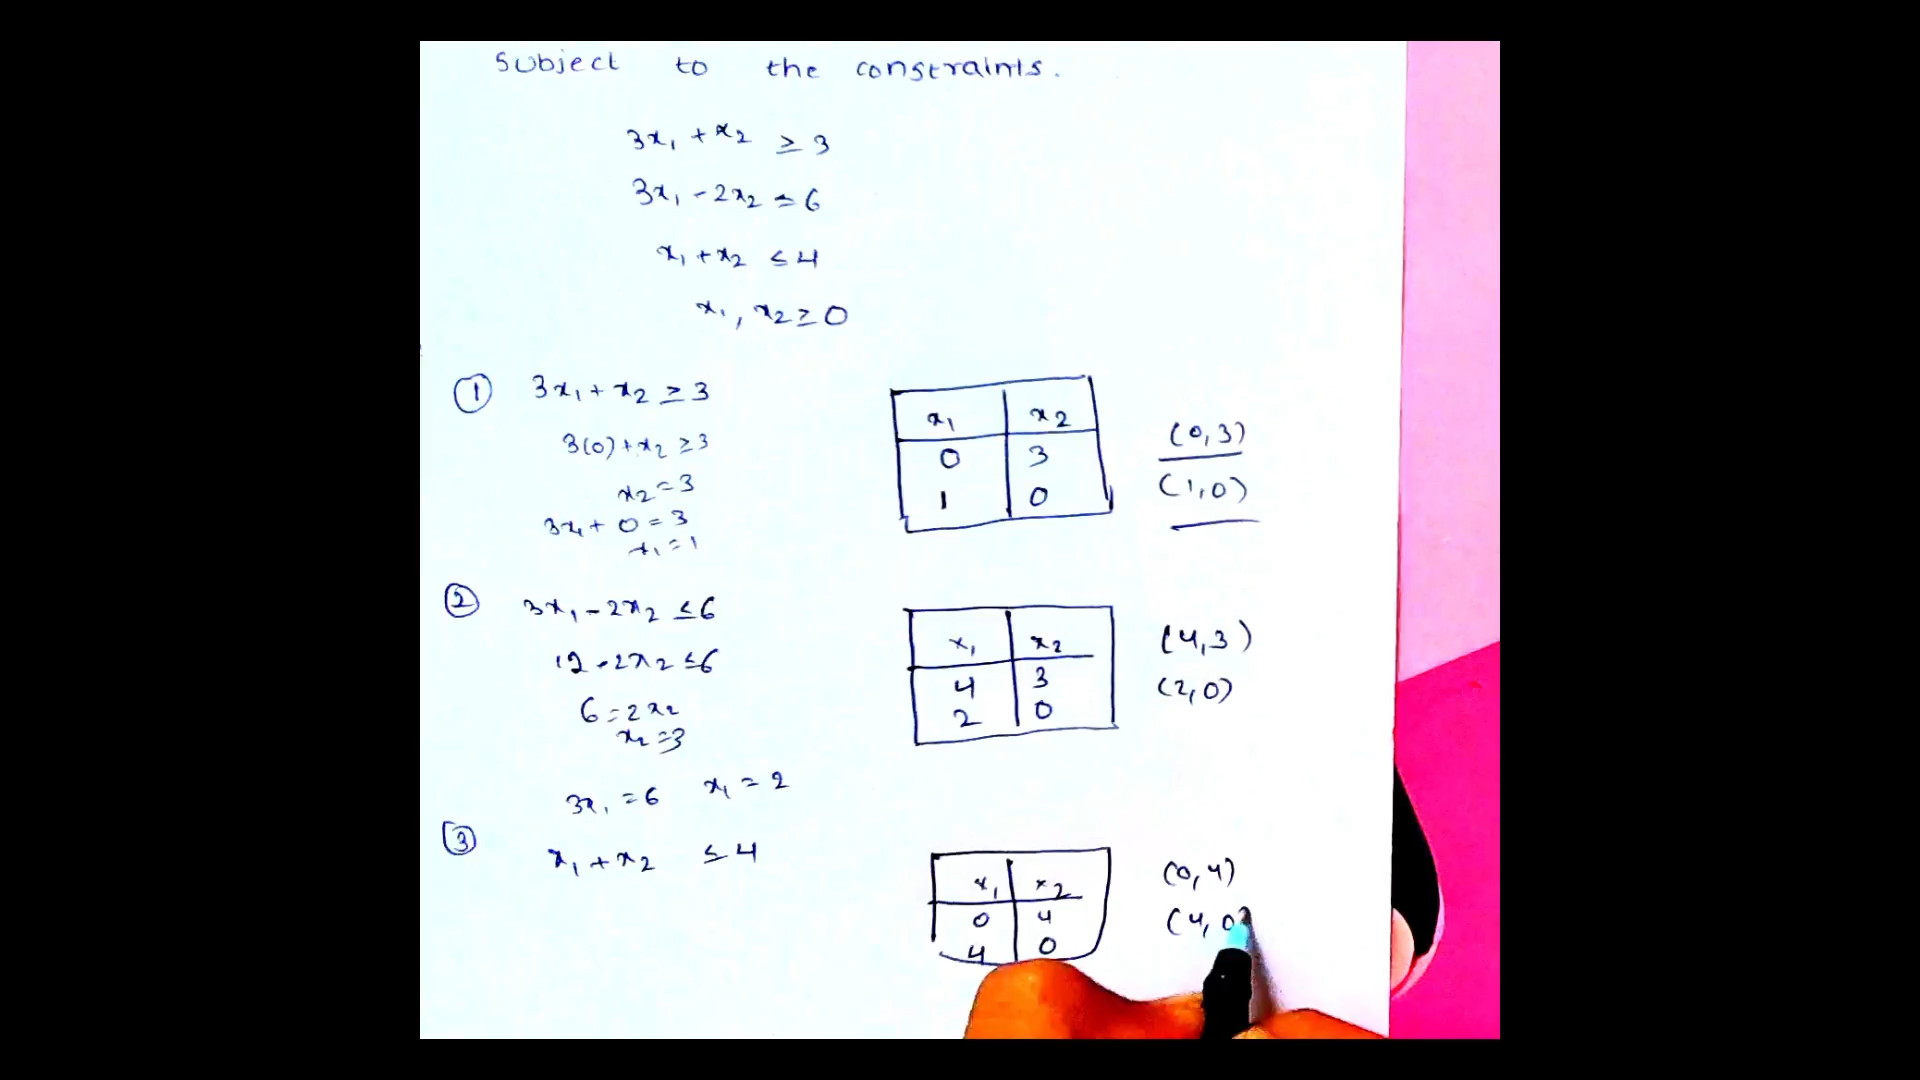 Subject to the constraints.
3x₁ + x₂ ≥ 3
3x₁ - 2x₂ ≤ 6
x₁ + x₂ ≤ 4
x₁, x₂ ≥ 0
① 3x₁ + x₂ ≥ 3
3(0) + x₂ ≥ 3
x₂ = 3
3x₁ + 0 = 3
x₁ = 1
x₁ x₂
0 3
1 0
(0,3)
(1,0)
② 3x₁ - 2x₂ ≤ 6
12 - 2x₂ ≤ 6
6 = 2x₂
x₂ = 3
3x₁ = 6 x₁ = 2
x₁ x₂
4 3
2 0
(4,3)
(2,0)
③ x₁ + x₂ ≤ 4
x₁ x₂
0 4
4 0
(0,4)
(4,0)